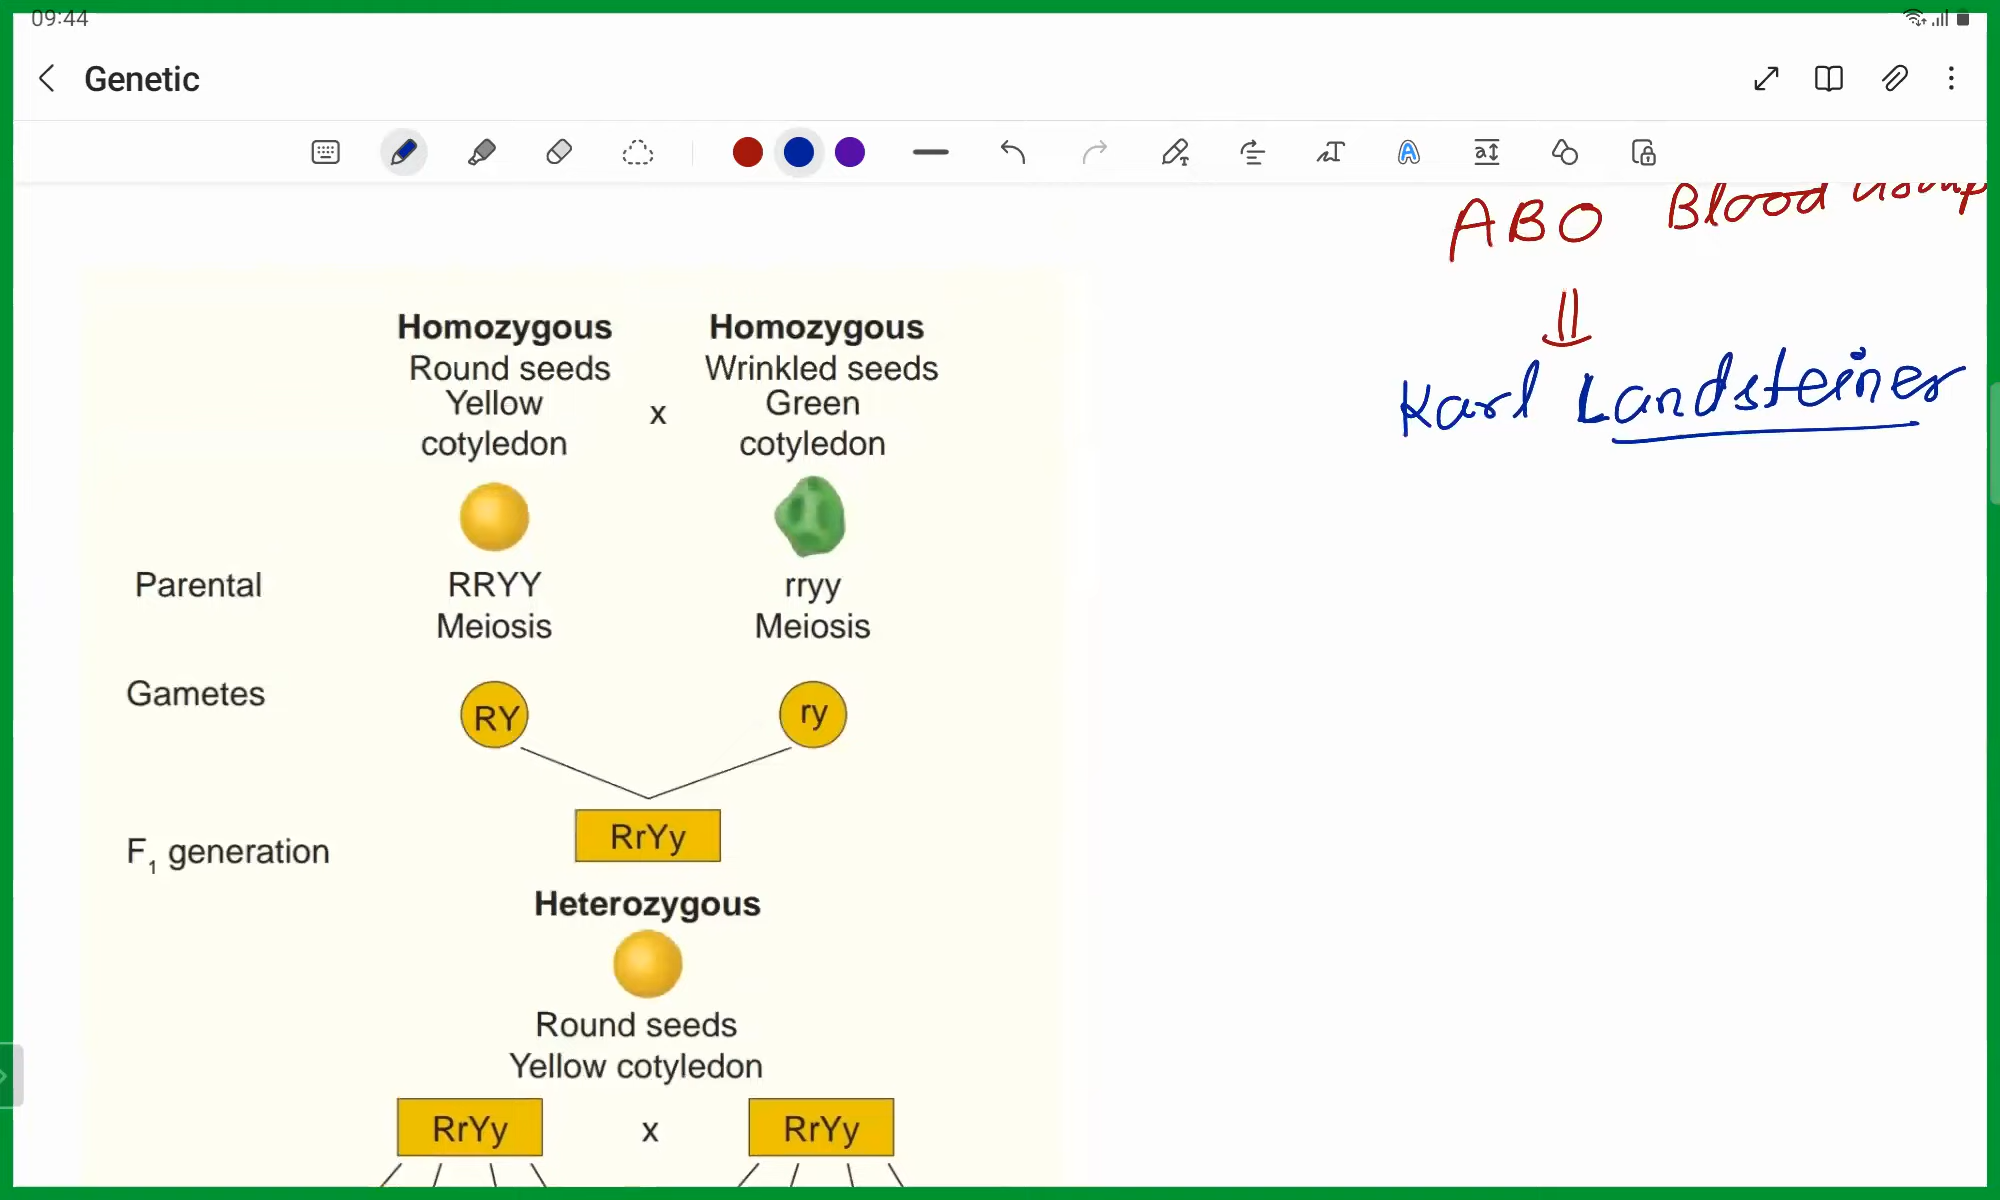 09:44
Genetic
ABO Blood Group
Karl Landsteiner
Homozygous Homozygous
Round seeds Wrinkled seeds
Yellow x Green
cotyledon cotyledon
Parental RRYY rryy
Meiosis Meiosis
Gametes RY ry
RrYy
F₁ generation
Heterozygous
Round seeds
Yellow cotyledon
RrYy x RrYy